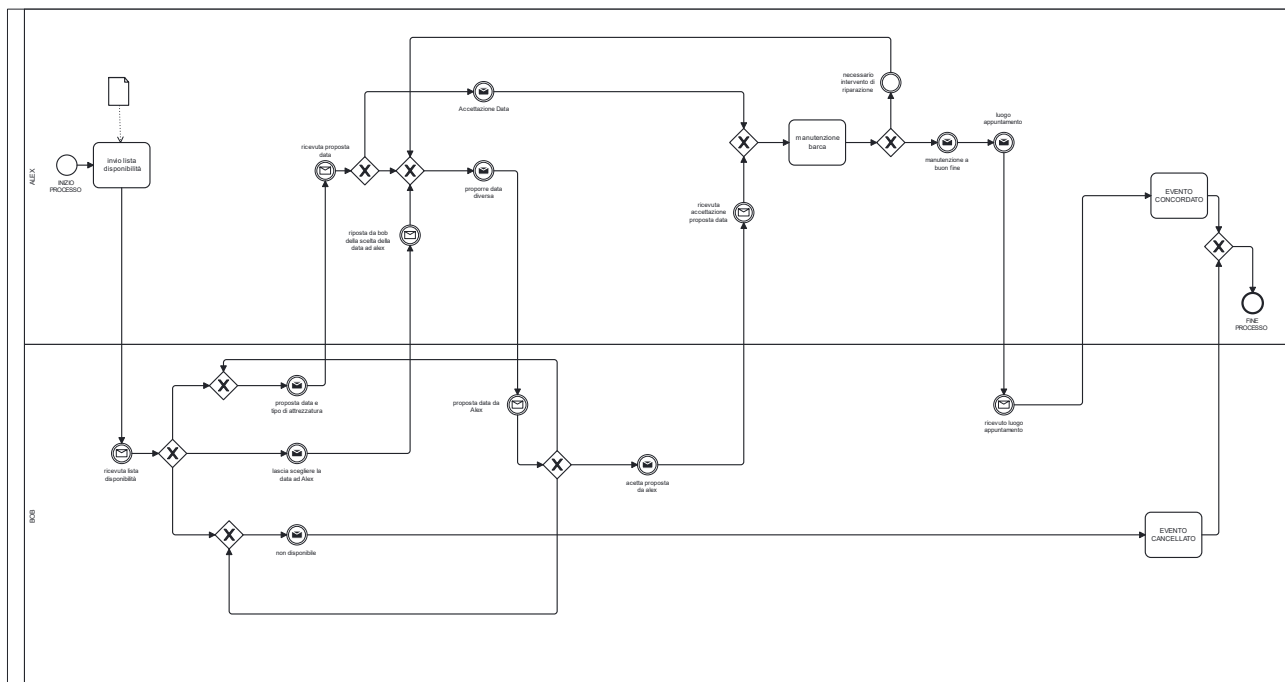 ALEX
INIZIO
PROCESSO
invio lista
disponibilità
ricevuta proposta
data
Accettazione Data
proporre data
diversa
riposta da bob
della scelta della
data ad alex
ricevuta
accettazione
proposta data
manutenzione
barca
necessario
intervento di
riparazione
manutenzione a
buon fine
luogo
appuntamento
EVENTO
CONCORDATO
FINE
PROCESSO
BOB
ricevuta lista
disponibilità
proposta data e
tipo di attrezzatura
lascia scegliere la
data ad Alex
non disponibile
proposta data da
Alex
acetta proposta
da alex
ricevuto luogo
appuntamento
EVENTO
CANCELLATO